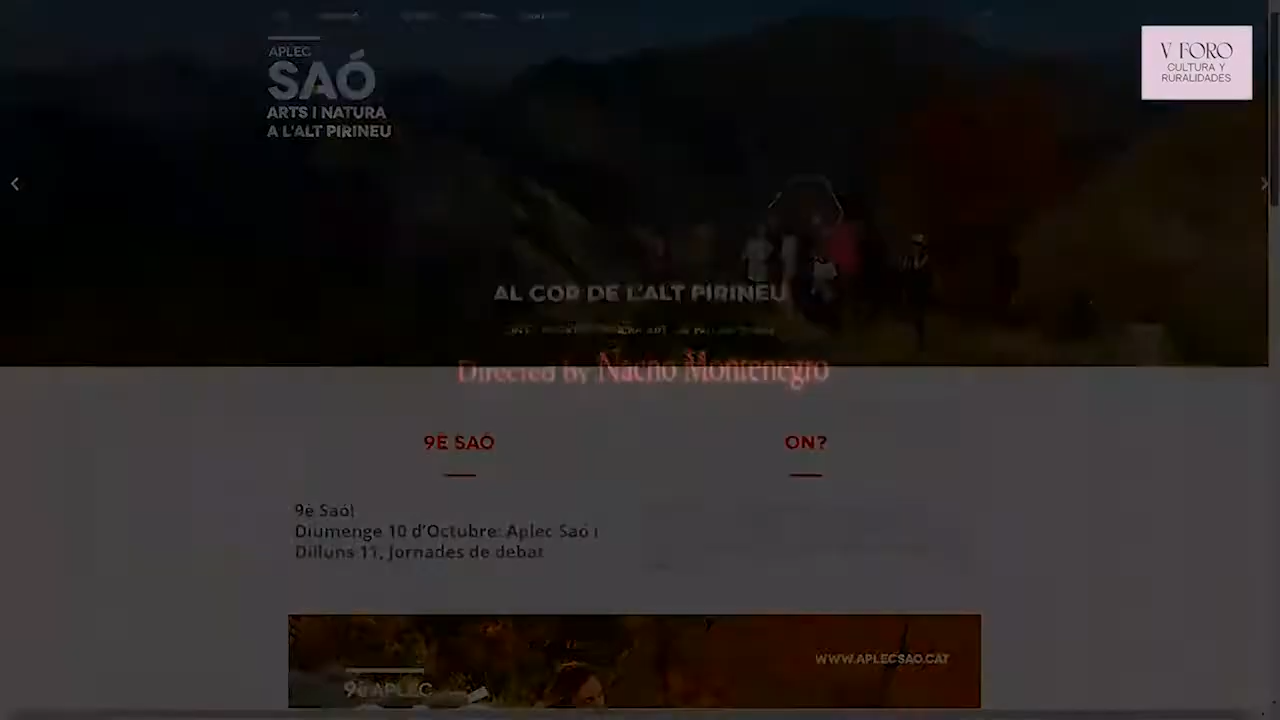 APLEC
SAÓ
ARTS I NATURA
A L'ALT PIRINEU
V FORO
CULTURA Y
RURALIDADES
AL COR DE L'ALT PIRINEU
Directed by Nacho Montenegro
9È SAÓ
ON?
9è Saó!
Diumenge 10 d'Octubre: Aplec Saó i
Dilluns 11, Jornades de debat
WWW.APLECSAO.CAT
9è APLEC